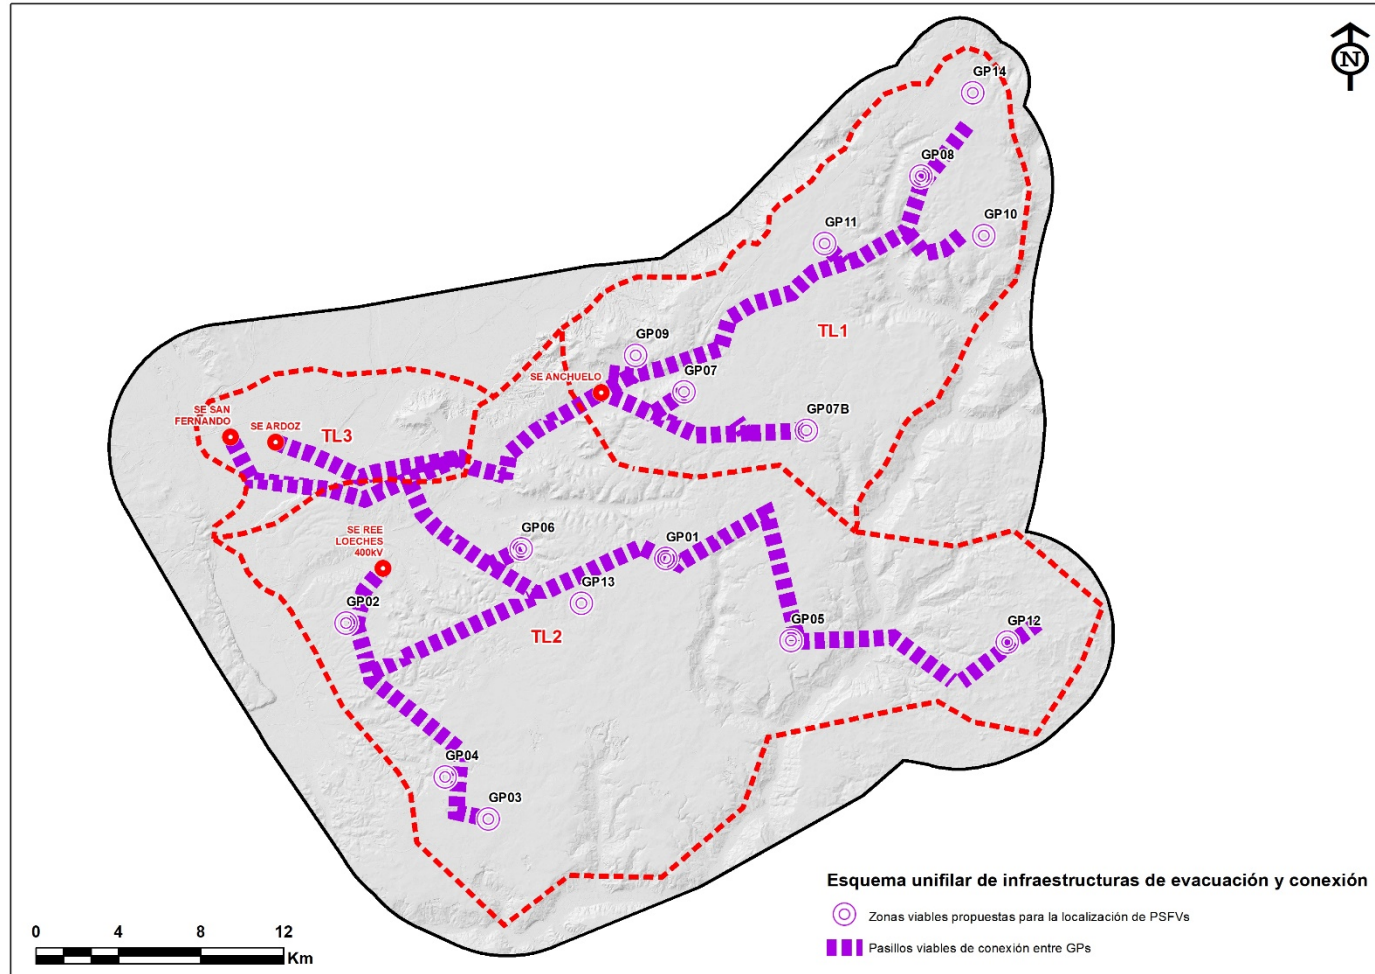 N
GP14
GP08
GP11
GP10
TL1
GP09
SE ANCHUELO
GP07
GP07B
SE SAN
FERNANDO
SE ARDOZ
TL3
SE REE
LOECHES
400kV
GP06
GP01
GP02
GP13
TL2
GP05
GP12
GP04
GP03
Esquema unifilar de infraestructuras de evacuación y conexión
Zonas viables propuestas para la localización de PSFVs
Pasillos viables de conexión entre GPs
0 4 8 12
Km